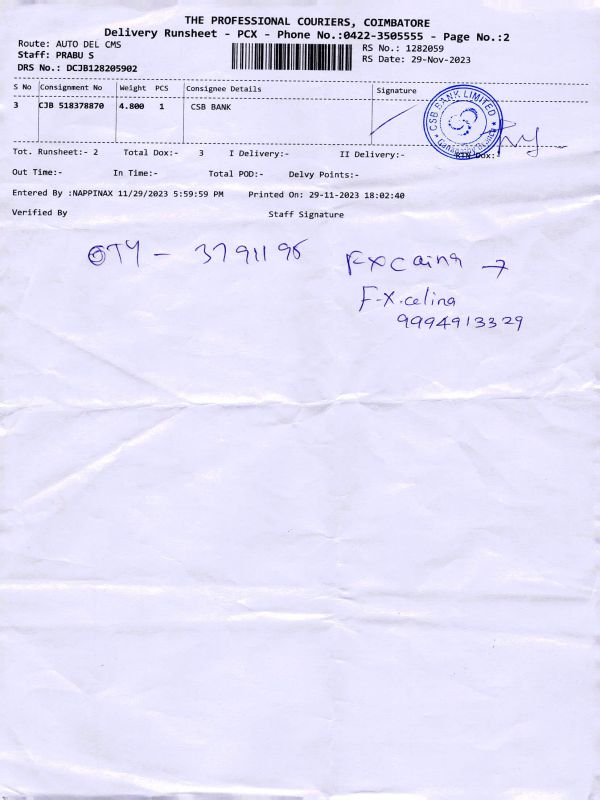 THE PROFESSIONAL COURIERS, COIMBATORE
Delivery Runsheet - PCX - Phone No.:0422-3505555 - Page No.:2
Route: AUTO DEL CMS
RS No.: 1282059
Staff: PRABU S
RS Date: 29-Nov-2023
DRS No.: DCJB128205902
S No Consignment No Weight PCS Consignee Details Signature
3 CJB 518378870 4.800 1 CSB BANK
CSB BANK LIMITED
Tot. Runsheet:- 2 Total Dox:- 3 I Delivery:- II Delivery:- RTN Dox:-
Out Time:- In Time:- Total POD:- Delvy Points:-
Entered By :NAPPINAX 11/29/2023 5:59:59 PM Printed On: 29-11-2023 18:02:40
Verified By Staff Signature
3791196
F-X.celina
9994913329